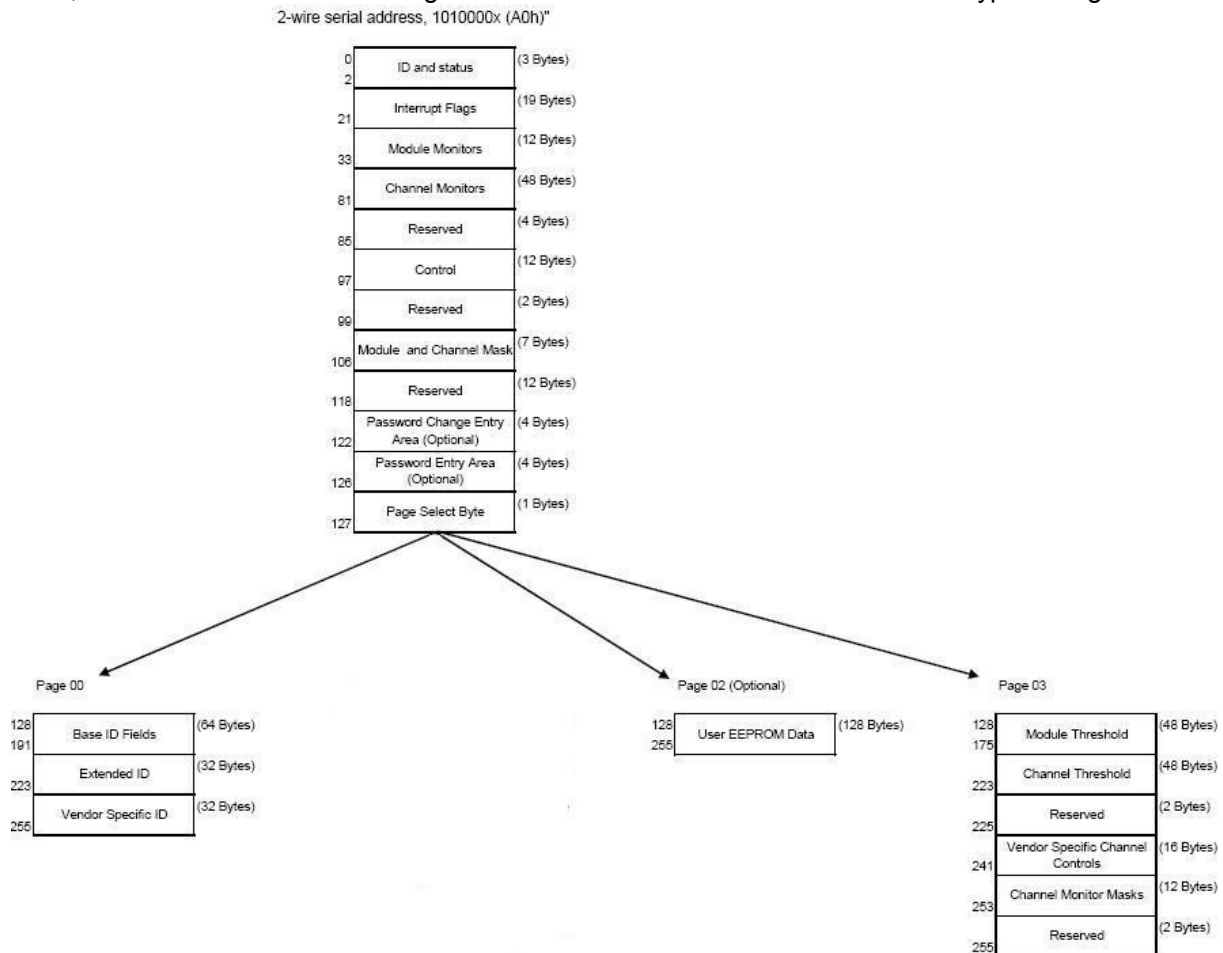 2-wire serial address, 1010000x (A0h)"
0
2
ID and status
(3 Bytes)
21
Interrupt Flags
(19 Bytes)
33
Module Monitors
(12 Bytes)
81
Channel Monitors
(48 Bytes)
85
Reserved
(4 Bytes)
97
Control
(12 Bytes)
99
Reserved
(2 Bytes)
106
Module and Channel Mask
(7 Bytes)
118
Reserved
(12 Bytes)
122
Password Change Entry
Area (Optional)
(4 Bytes)
126
Password Entry Area
(Optional)
(4 Bytes)
127
Page Select Byte
(1 Bytes)
Page 00
128
191
Base ID Fields
(64 Bytes)
223
Extended ID
(32 Bytes)
255
Vendor Specific ID
(32 Bytes)
Page 02 (Optional)
128
255
User EEPROM Data
(128 Bytes)
Page 03
128
175
Module Threshold
(48 Bytes)
223
Channel Threshold
(48 Bytes)
225
Reserved
(2 Bytes)
241
Vendor Specific Channel
Controls
(16 Bytes)
253
Channel Monitor Masks
(12 Bytes)
255
Reserved
(2 Bytes)